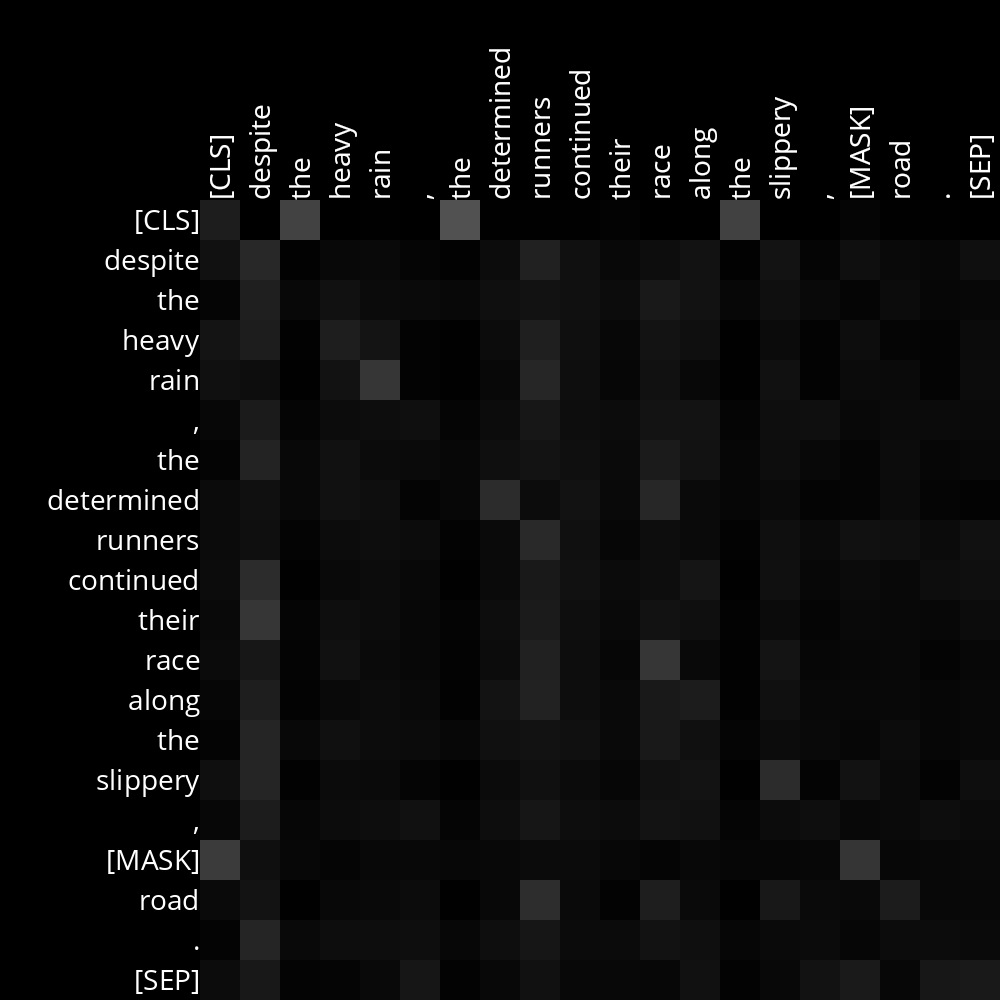 [CLS] despite the heavy rain , the determined runners continued their race along the slippery , [MASK] road . [SEP]
[CLS]
despite
the
heavy
rain
,
the
determined
runners
continued
their
race
along
the
slippery
,
[MASK]
road
.
[SEP]